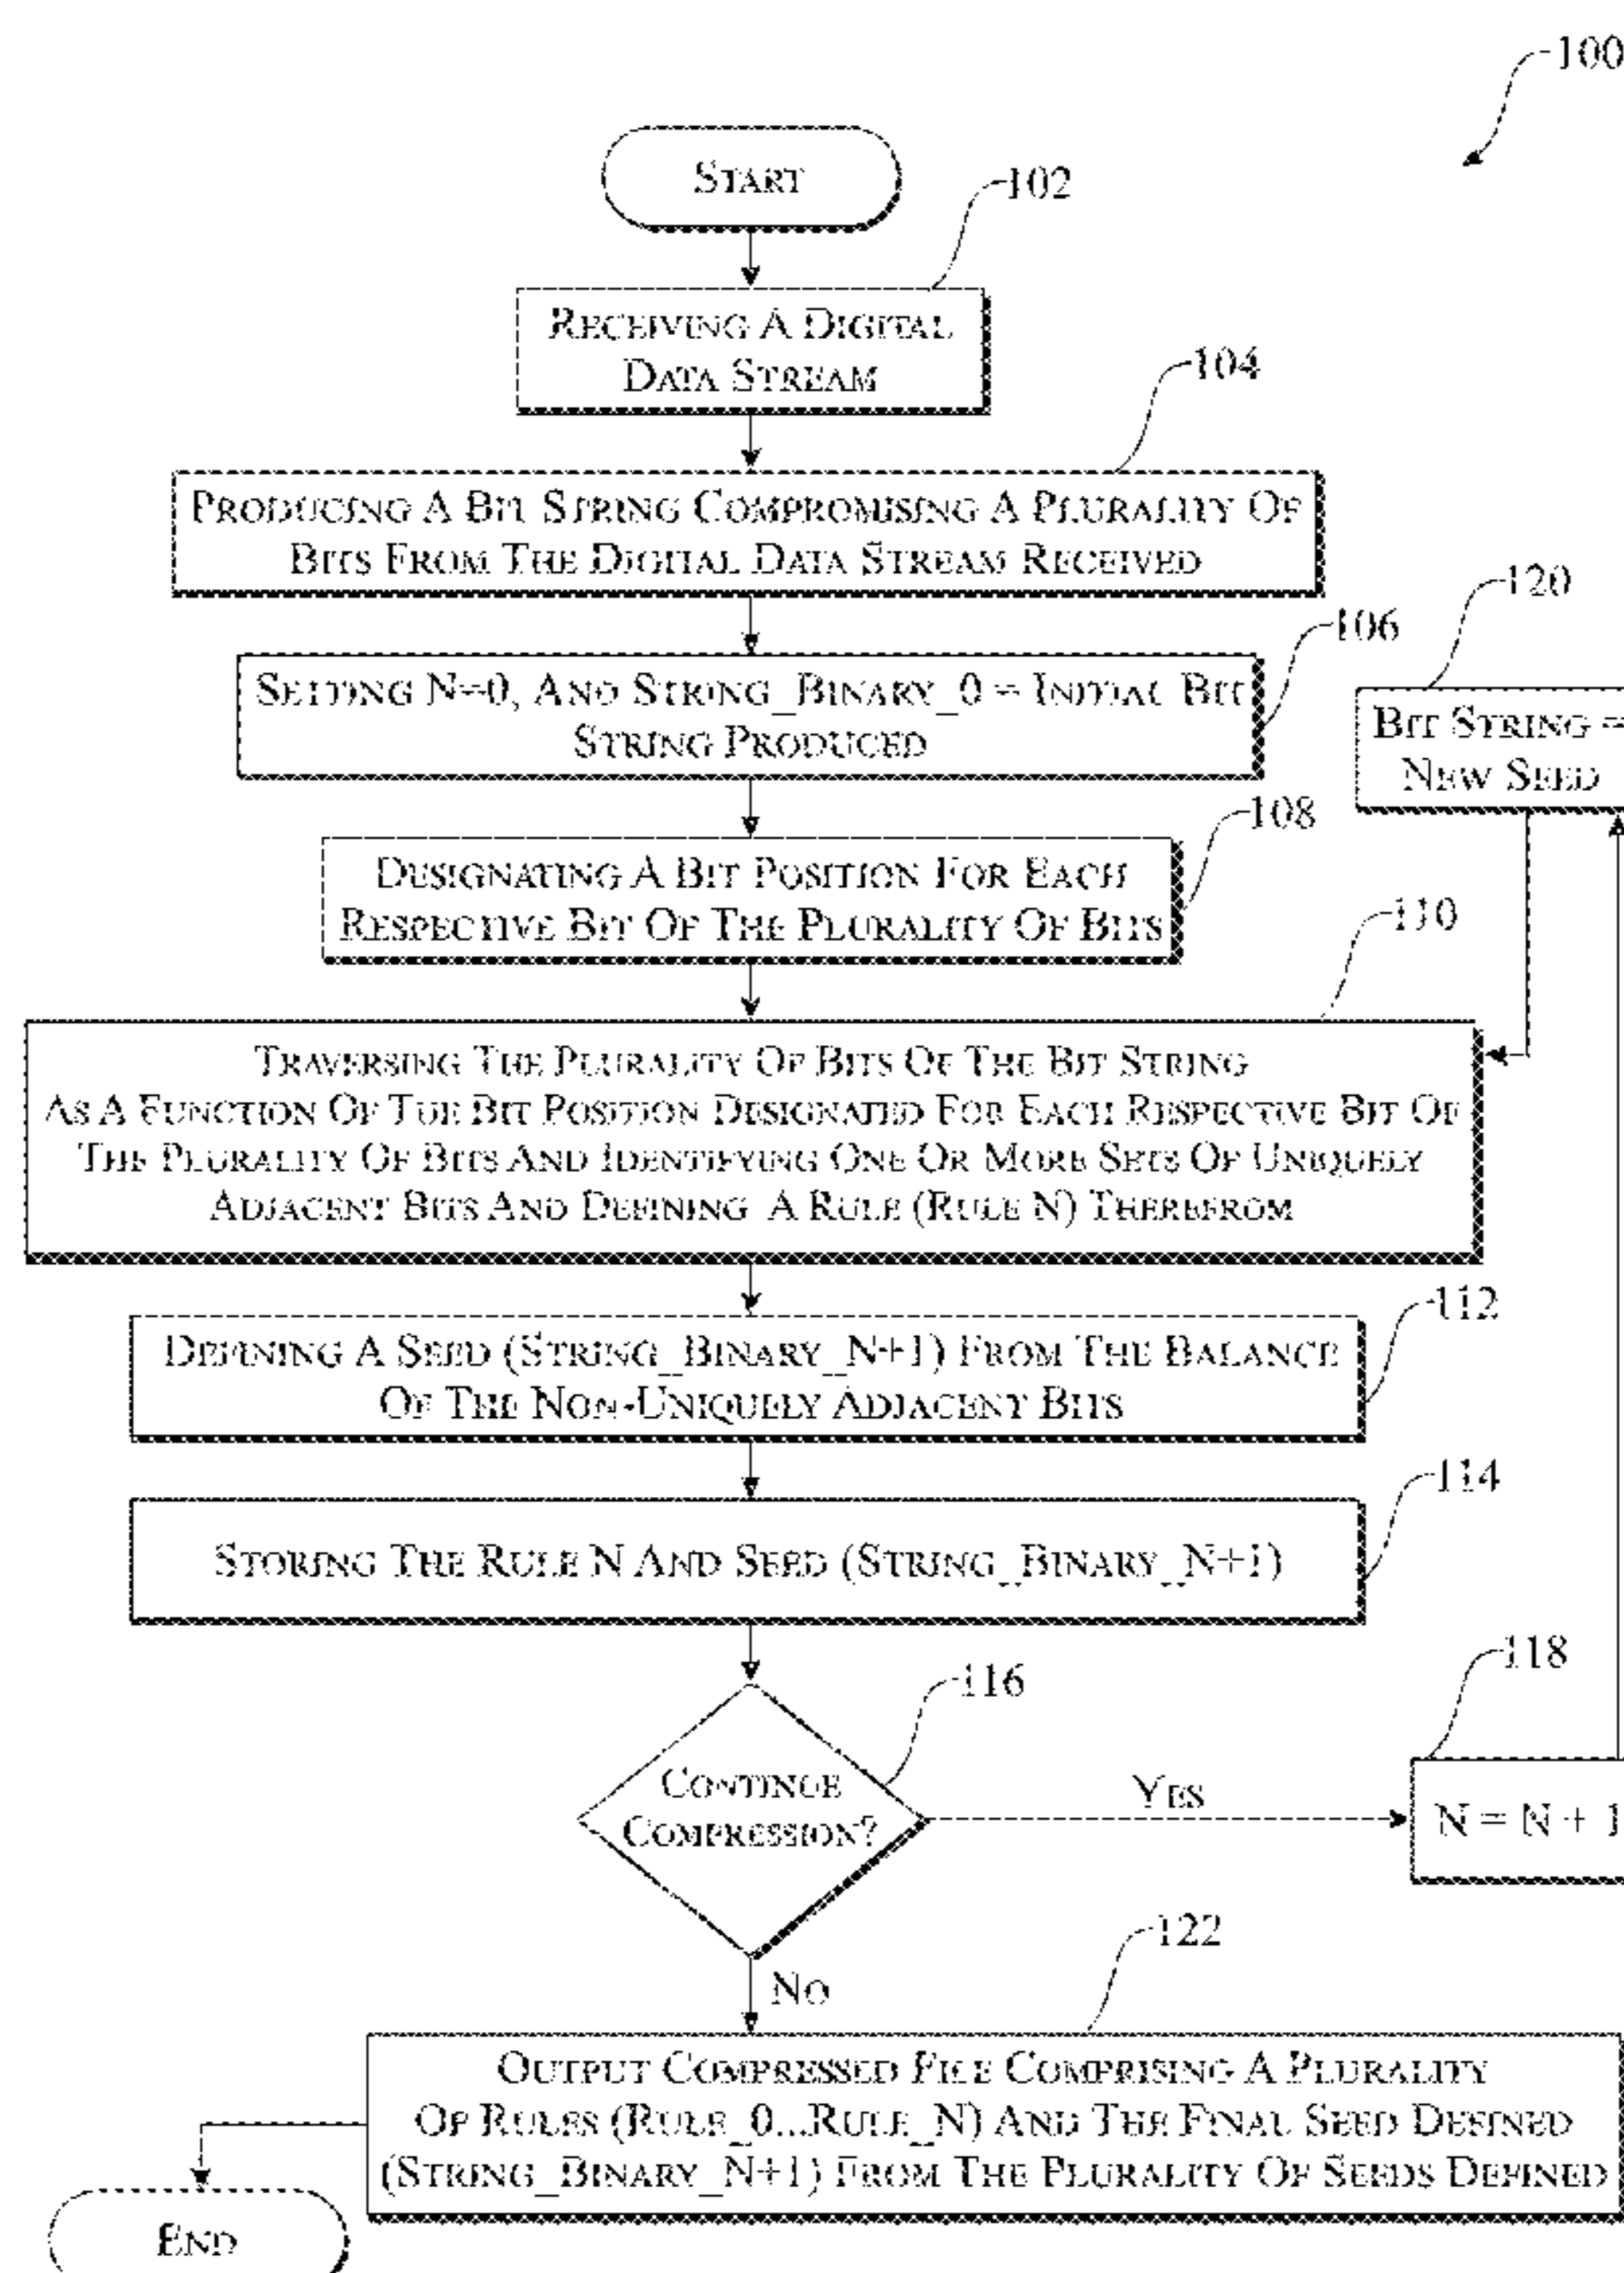 100
START
102
RECEIVING A DIGITAL
DATA STREAM
104
PRODUCING A BIT STRING COMPROMISING A PLURALITY OF
BITS FROM THE DIGITAL DATA STREAM RECEIVED
106
SETTING N=0, AND STRING_BINARY_0 = INITIAL BIT
STRING PRODUCED
120
BIT STRING =
NEW SEED
108
DESIGNATING A BIT POSITION FOR EACH
RESPECTIVE BIT OF THE PLURALITY OF BITS
110
TRAVERSING THE PLURALITY OF BITS OF THE BIT STRING
AS A FUNCTION OF THE BIT POSITION DESIGNATED FOR EACH RESPECTIVE BIT OF
THE PLURALITY OF BITS AND IDENTIFYING ONE OR MORE SETS OF UNIQUELY
ADJACENT BITS AND DEFINING A RULE (RULE N) THEREFROM
112
DEFINING A SEED (STRING_BINARY_N+1) FROM THE BALANCE
OF THE NON-UNIQUELY ADJACENT BITS
114
STORING THE RULE N AND SEED (STRING_BINARY_N+1)
116
CONTINUE
COMPRESSION?
YES
118
N = N + 1
NO
122
OUTPUT COMPRESSED FILE COMPRISING A PLURALITY
OF RULES (RULE_0...RULE_N) AND THE FINAL SEED DEFINED
(STRING_BINARY_N+1) FROM THE PLURALITY OF SEEDS DEFINED
END